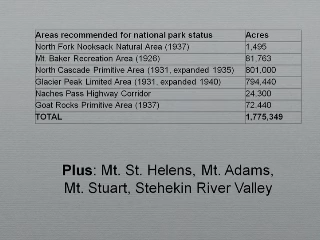 Areas recommended for national park status Acres
North Fork Nooksack Natural Area (1937) 1,495
Mt. Baker Recreation Area (1926) 81,763
North Cascade Primitive Area (1931, expanded 1935) 801,000
Glacier Peak Limited Area (1931, expanded 1940) 794,440
Naches Pass Highway Corridor 24,300
Goat Rocks Primitive Area (1937) 72,440
TOTAL 1,775,349
Plus: Mt. St. Helens, Mt. Adams,
Mt. Stuart, Stehekin River Valley